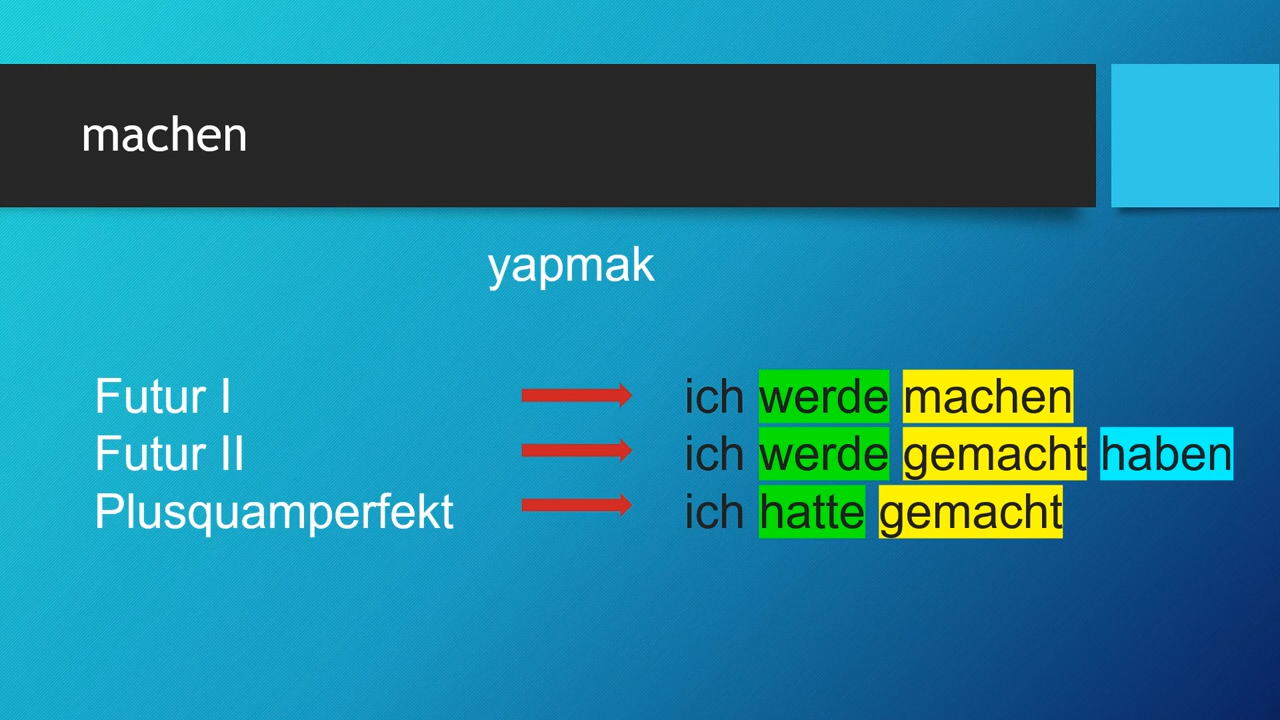 machen
yapmak
Futur I ich werde machen
Futur II ich werde gemacht haben
Plusquamperfekt ich hatte gemacht